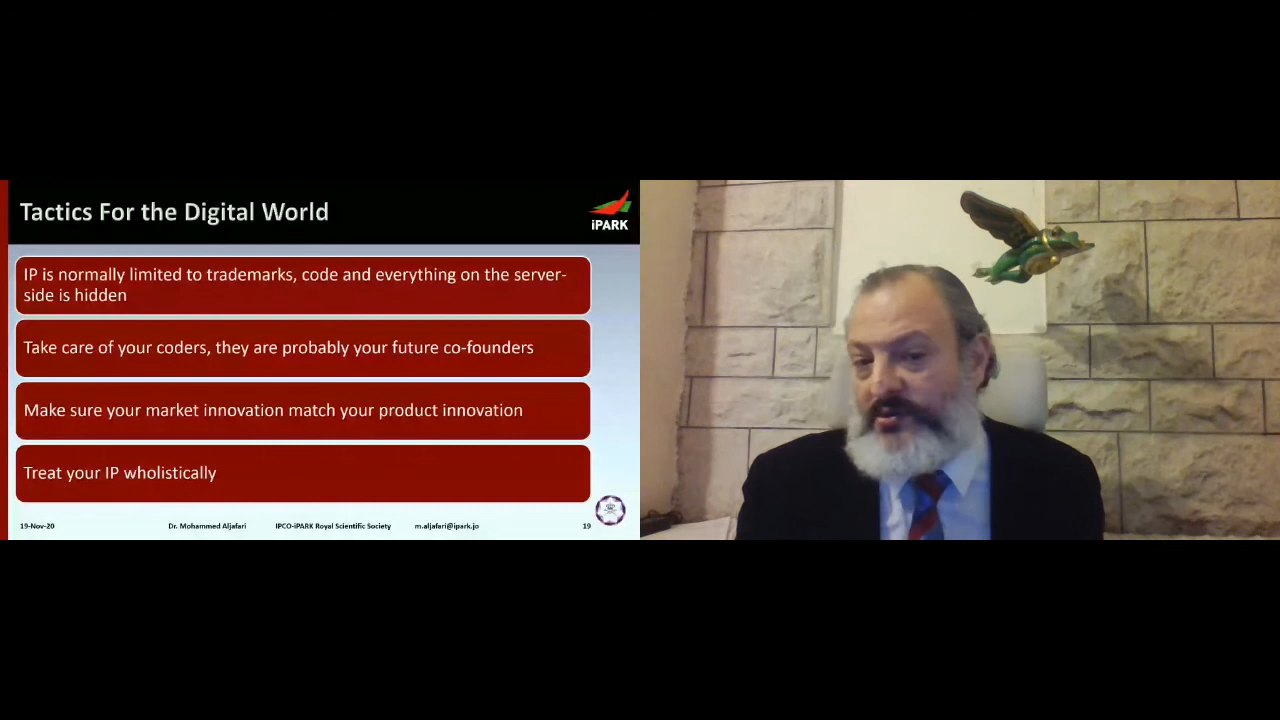 Tactics For the Digital World
iPARK
IP is normally limited to trademarks, code and everything on the server-
side is hidden
Take care of your coders, they are probably your future co-founders
Make sure your market innovation match your product innovation
Treat your IP wholistically
19-Nov-20 Dr. Mohammed Aljafari IPCO-iPARK Royal Scientific Society m.aljafari@ipark.jo 19